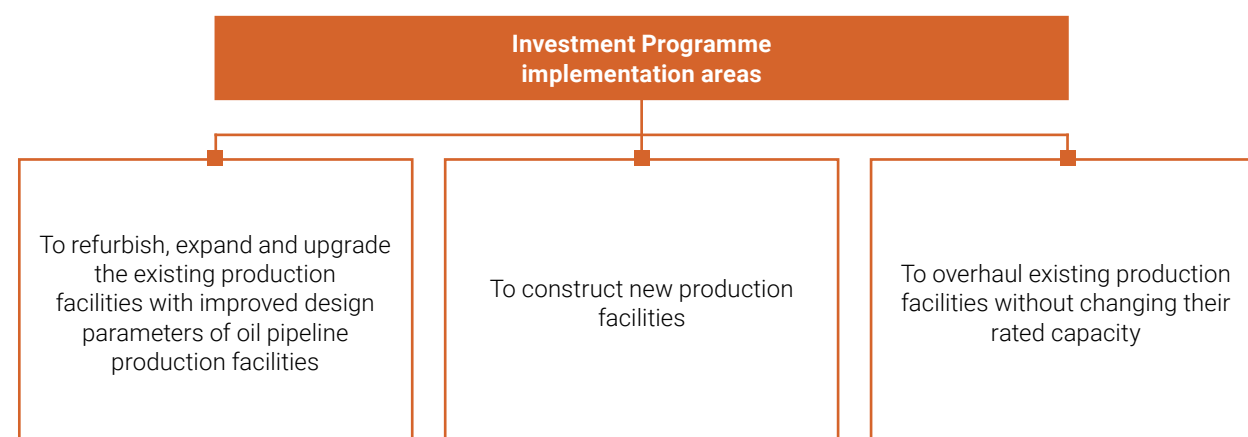 Investment Programme
implementation areas
To refurbish, expand and upgrade
the existing production
facilities with improved design
parameters of oil pipeline
production facilities
To construct new production
facilities
To overhaul existing production
facilities without changing their
rated capacity